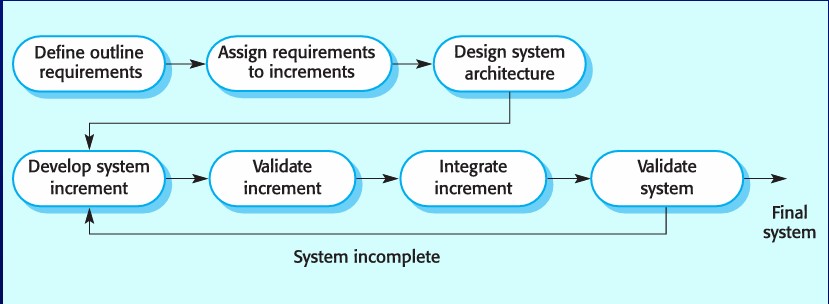 Define outline
requirements
Assign requirements
to increments
Design system
architecture
Develop system
increment
Validate
increment
Integrate
increment
Validate
system
Final
system
System incomplete